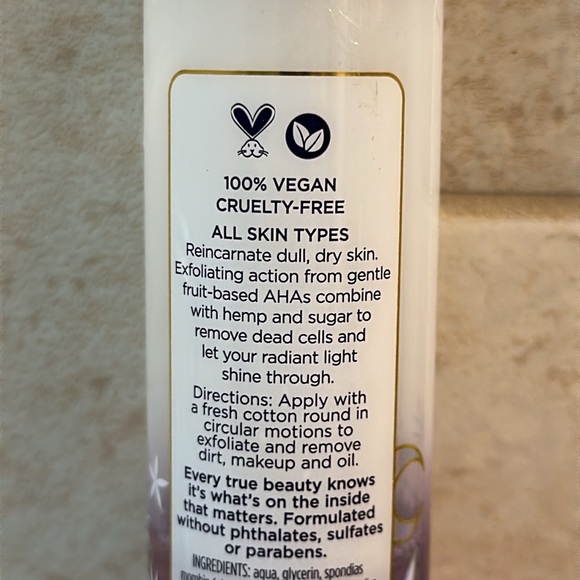 100% VEGAN
CRUELTY-FREE
ALL SKIN TYPES
Reincarnate dull, dry skin.
Exfoliating action from gentle
fruit-based AHAs combine
with hemp and sugar to
remove dead cells and
let your radiant light
shine through.
Directions: Apply with
a fresh cotton round in
circular motions to
exfoliate and remove
dirt, makeup and oil.
Every true beauty knows
it's what's on the inside
that matters. Formulated
without phthalates, sulfates
or parabens.
INGREDIENTS: aqua, glycerin, spondias